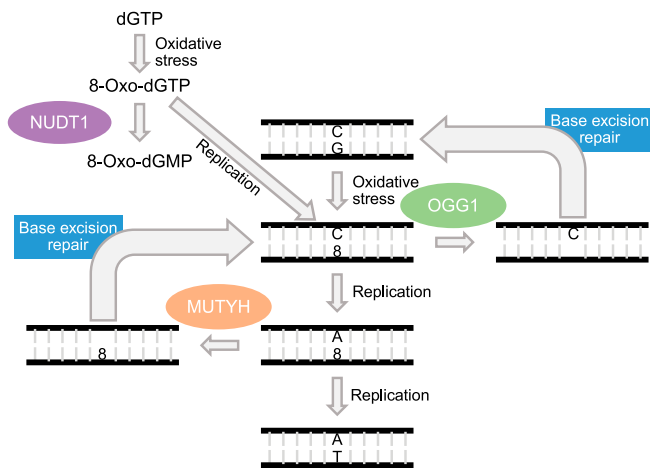 dGTP
Oxidative
stress
8-Oxo-dGTP
NUDT1
8-Oxo-dGMP
Replication
C
G
Base excision
repair
Oxidative
stress
OGG1
C
8
C
Base excision
repair
Replication
MUTYH
8
A
8
Replication
A
T